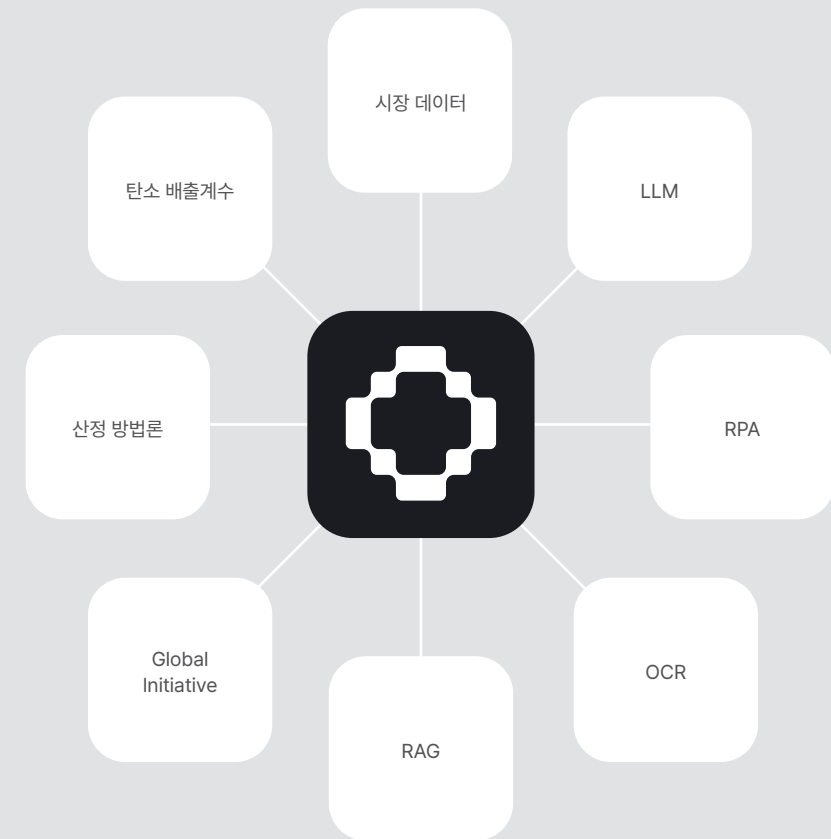 시장 데이터
탄소 배출계수
LLM
산정 방법론
RPA
Global
Initiative
OCR
RAG